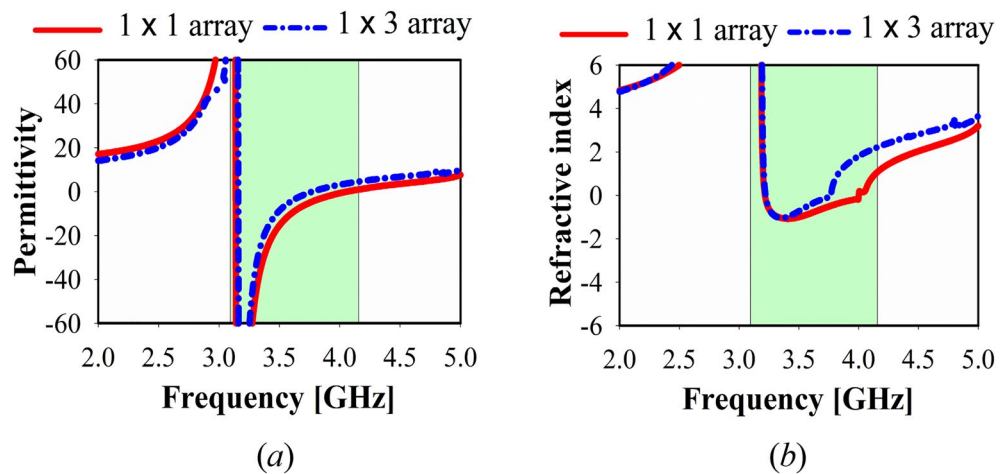 1 x 1 array 1 x 3 array
60
40
20
0
-20
-40
-60
Permittivity
2.0 2.5 3.0 3.5 4.0 4.5 5.0
Frequency [GHz]
(a)
1 x 1 array 1 x 3 array
6
4
2
0
-2
-4
-6
Refractive index
2.0 2.5 3.0 3.5 4.0 4.5 5.0
Frequency [GHz]
(b)